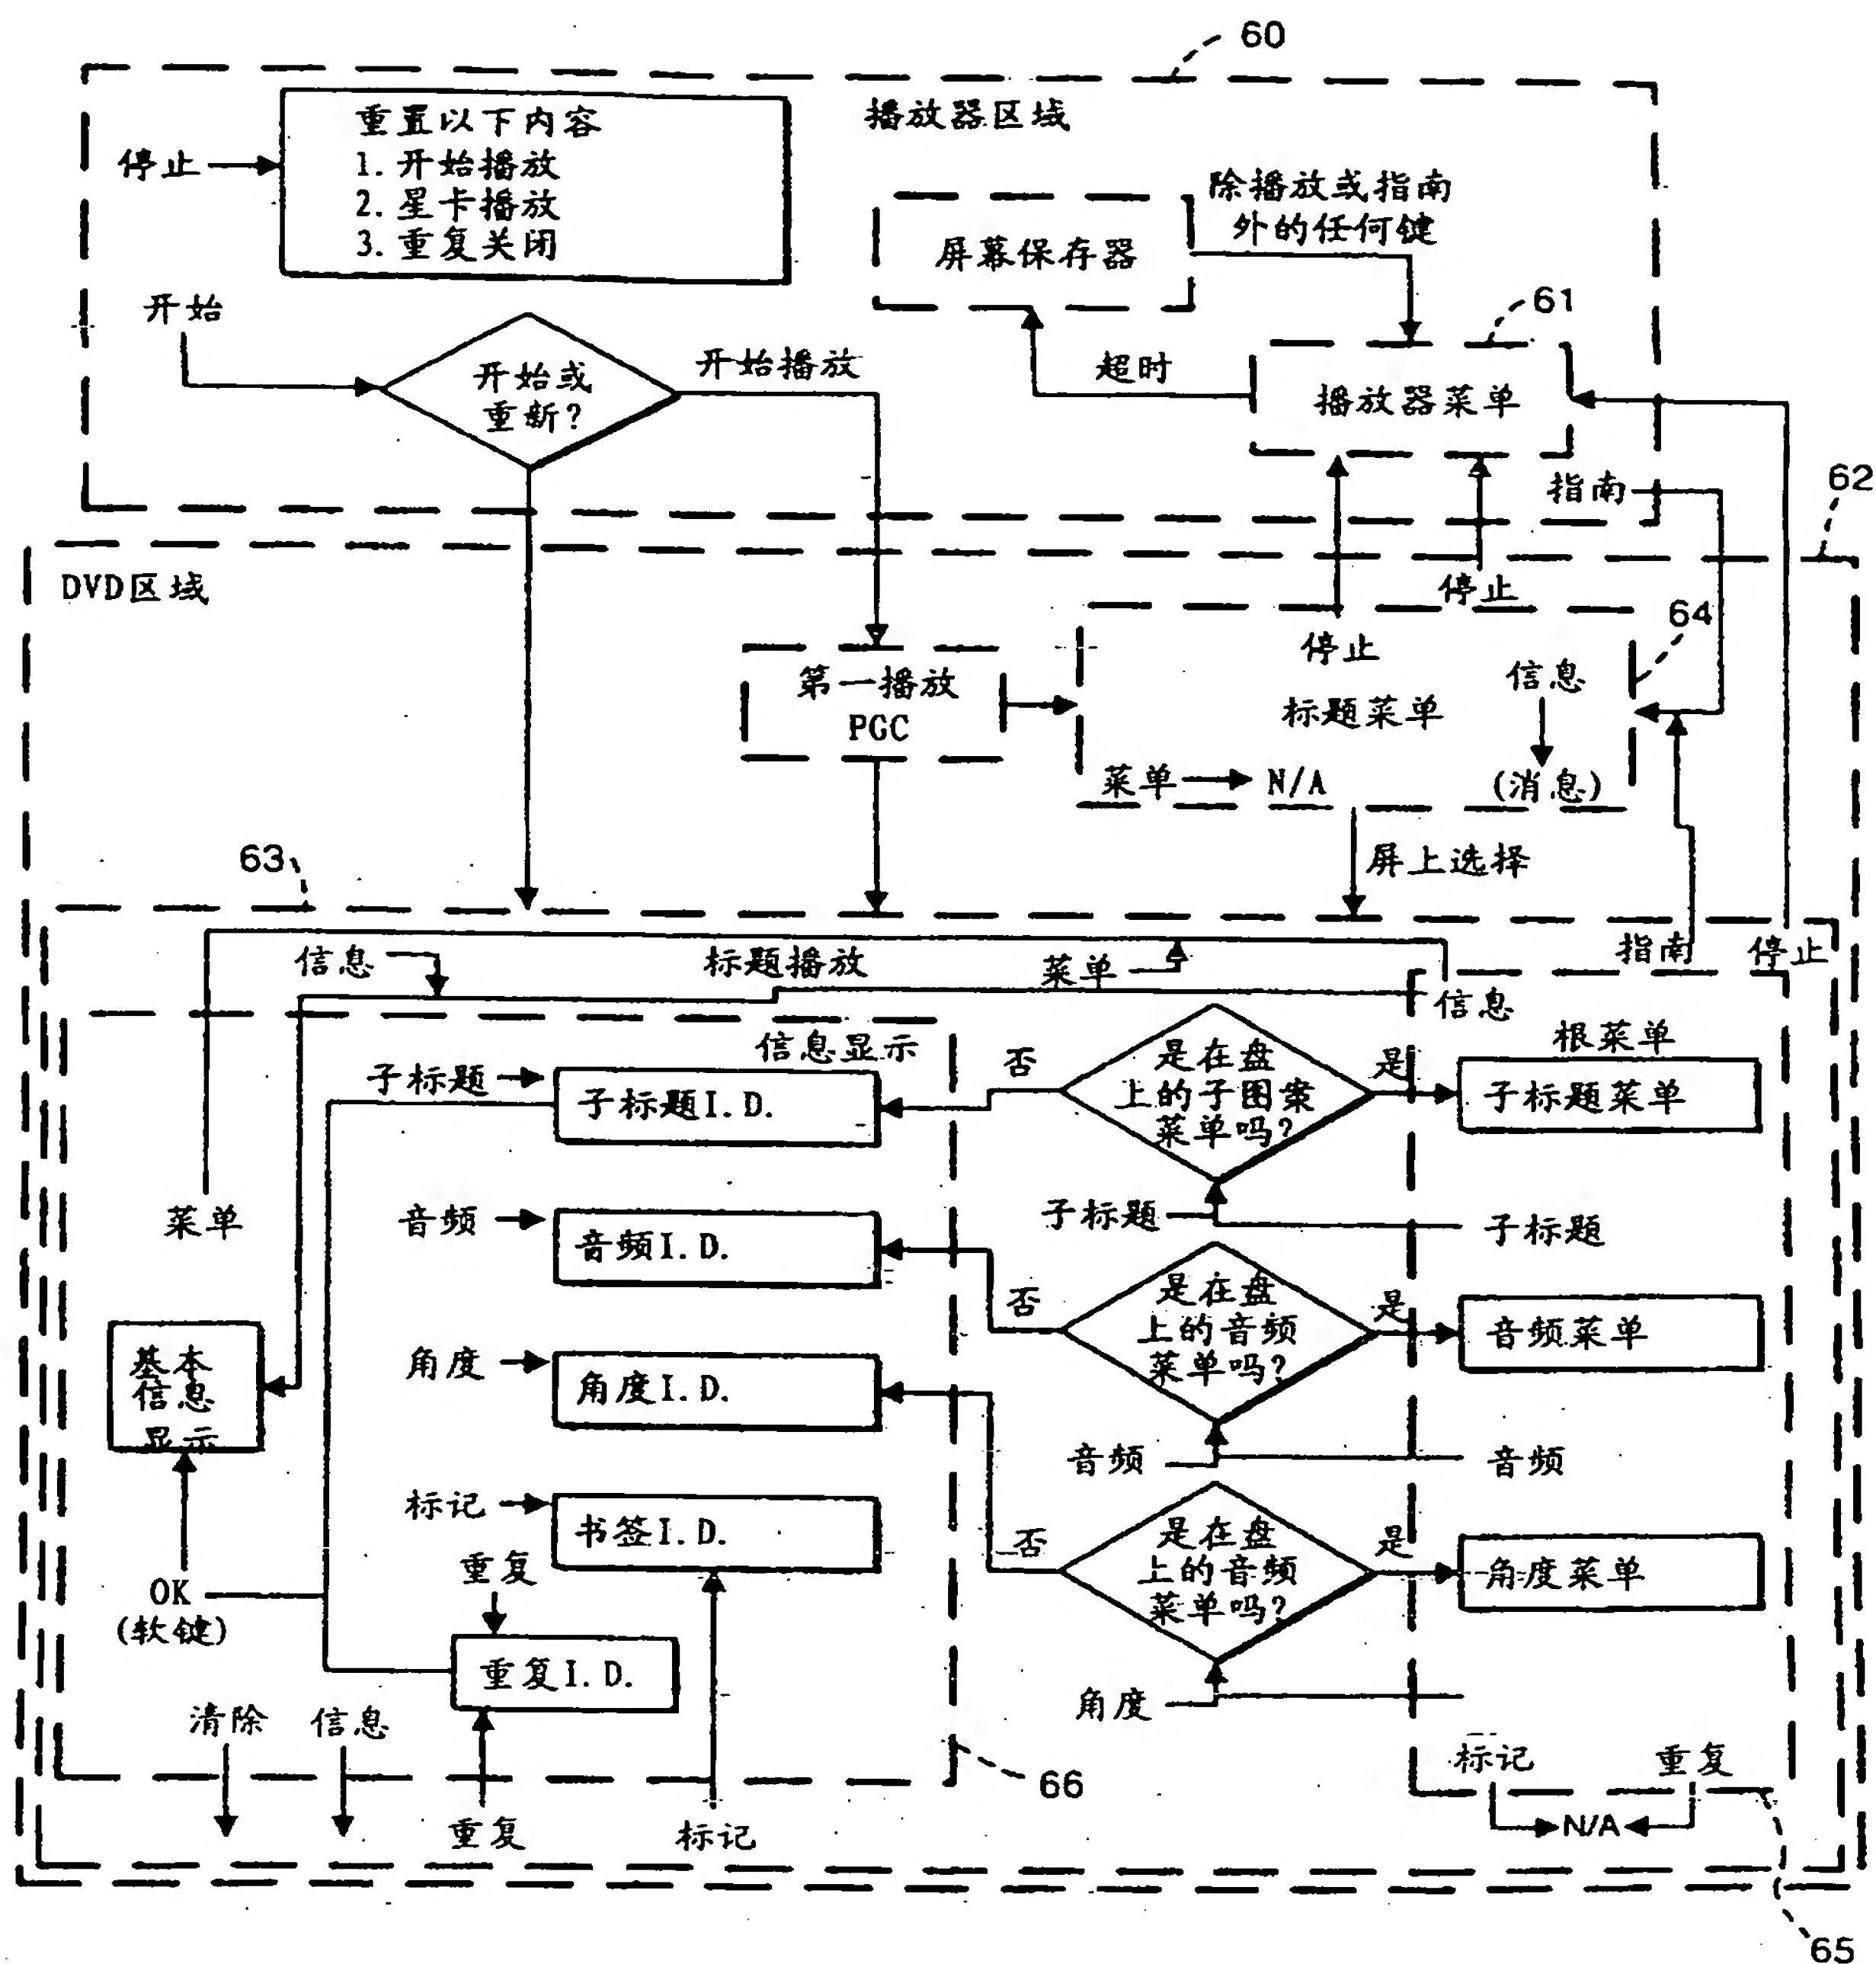 60
播放器区域
重置以下内容
1. 开始播放
2. 星卡播放
3. 重复关闭
停止
除播放或指南
外的任何键
屏幕保存器
61
开始
开始或
重新?
开始播放
超时
播放器菜单
指南
62
DVD区域
停止
64
停止
信息
第一播放
PGC
标题菜单
菜单
N/A
(消息)
屏上选择
63
信息
标题播放
菜单
指南
停止
信息
信息显示
子标题
子标题I.D.
否
是在盘
上的子图案
菜单吗?
是
根菜单
子标题菜单
菜单
音频
音频I.D.
子标题
子标题
否
是在盘
上的音频
菜单吗?
是
音频菜单
基本
信息
显示
角度
角度I.D.
音频
音频
标记
书签I.D.
否
是在盘
上的音频
菜单吗?
是
角度菜单
重复
OK
(软键)
重复I.D.
角度
清除
信息
66
标记
重复
N/A
重复
标记
65